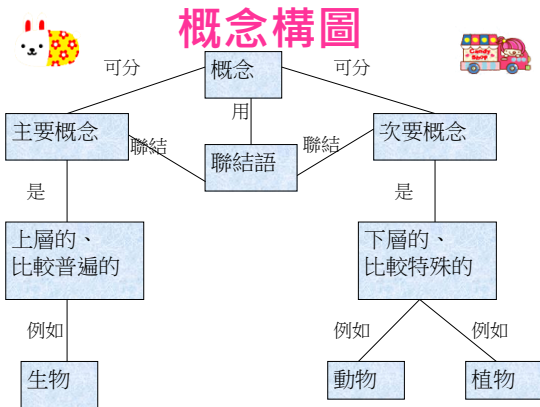 概念構圖
Candy
Shop
可分
概念
可分
用
主要概念
聯結
聯結語
聯結
次要概念
是
是
上層的、
比較普遍的
下層的、
比較特殊的
例如
例如
例如
生物
動物
植物